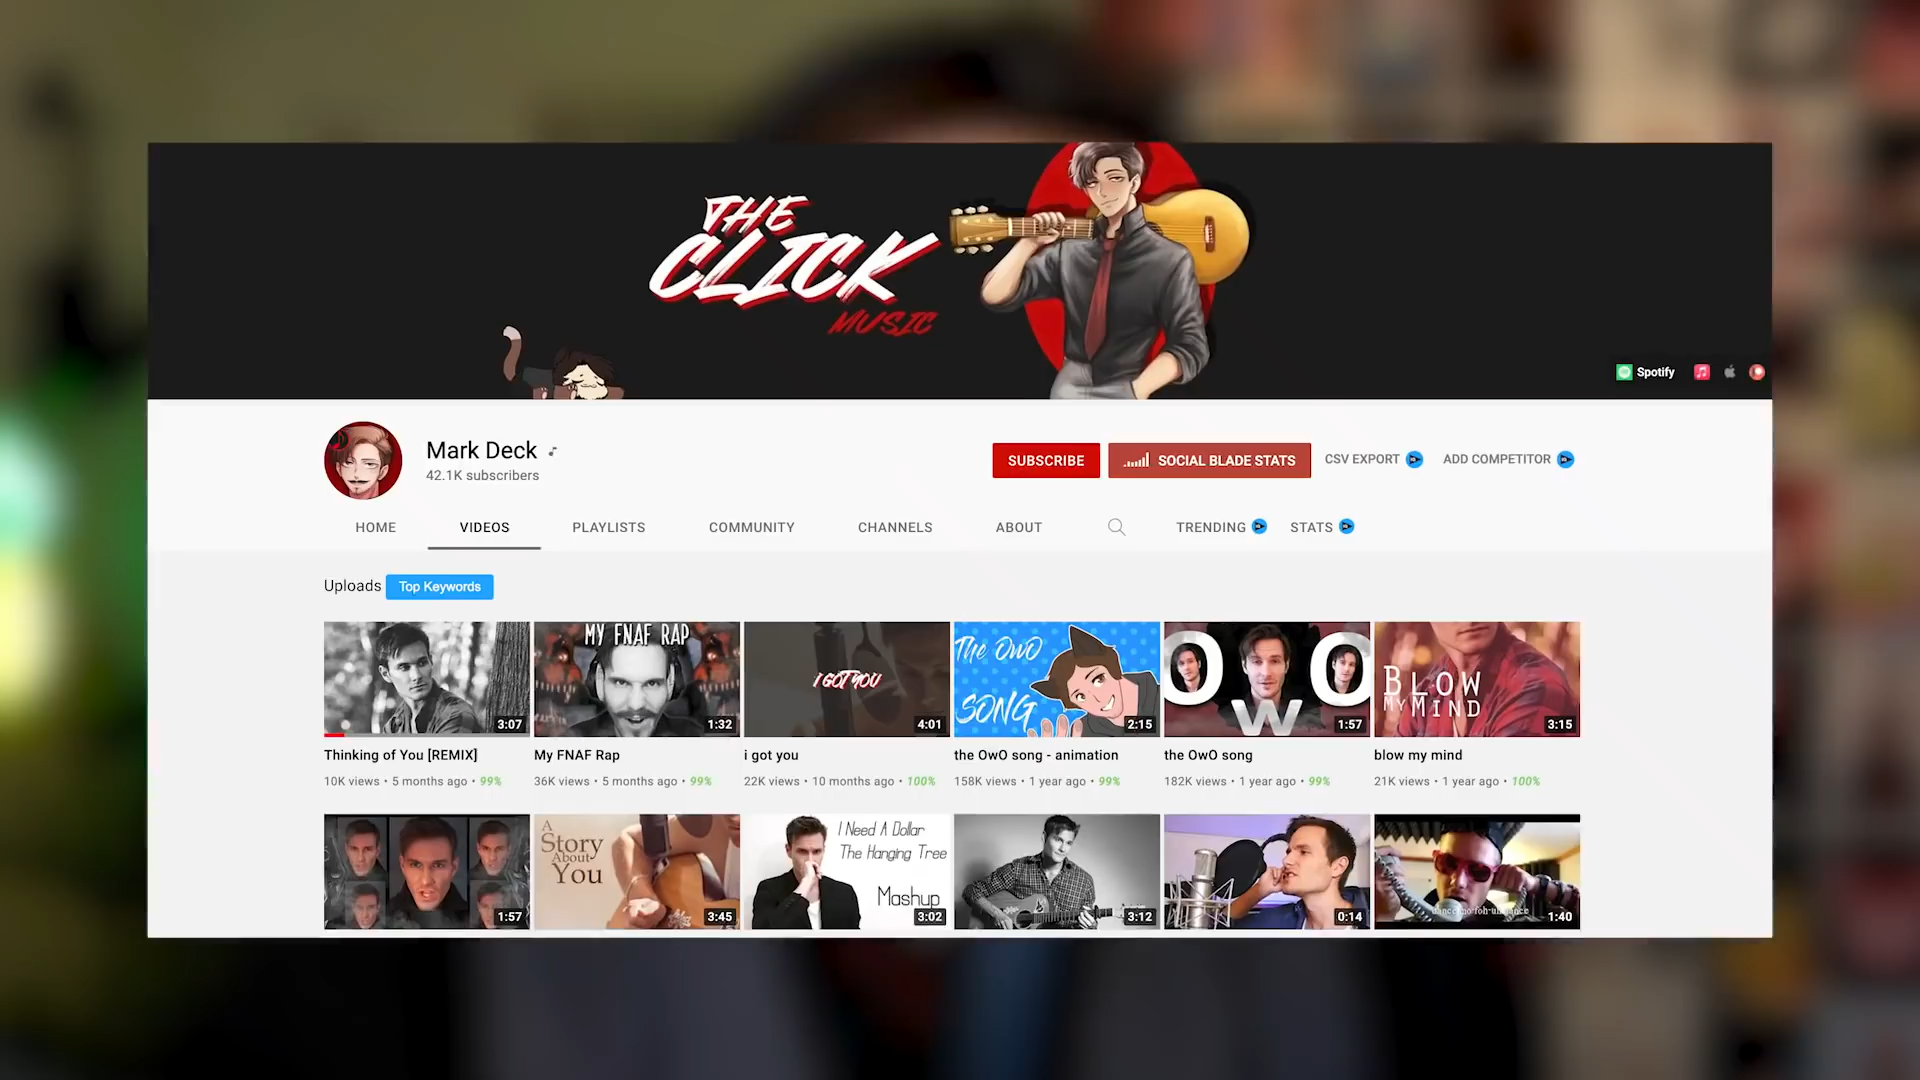 THE
CLICK
MUSIC
Spotify
Mark Deck
42.1K subscribers
SUBSCRIBE
SOCIAL BLADE STATS
CSV EXPORT
ADD COMPETITOR
HOME
VIDEOS
PLAYLISTS
COMMUNITY
CHANNELS
ABOUT
TRENDING
STATS
Uploads
Top Keywords
3:07
MY FNAF RAP
1:32
I GOT YOU
4:01
The OwO
SONG
2:15
OWO
1:57
BLOW
MY MIND
3:15
Thinking of You [REMIX]
10K views • 5 months ago • 99%
My FNAF Rap
36K views • 5 months ago • 99%
i got you
22K views • 10 months ago • 100%
the OwO song - animation
158K views • 1 year ago • 99%
the OwO song
182K views • 1 year ago • 99%
blow my mind
21K views • 1 year ago • 100%
1:57
A
Story
About
You
3:45
I Need A Dollar
The Hanging Tree
Mashup
3:02
3:12
0:14
1:40